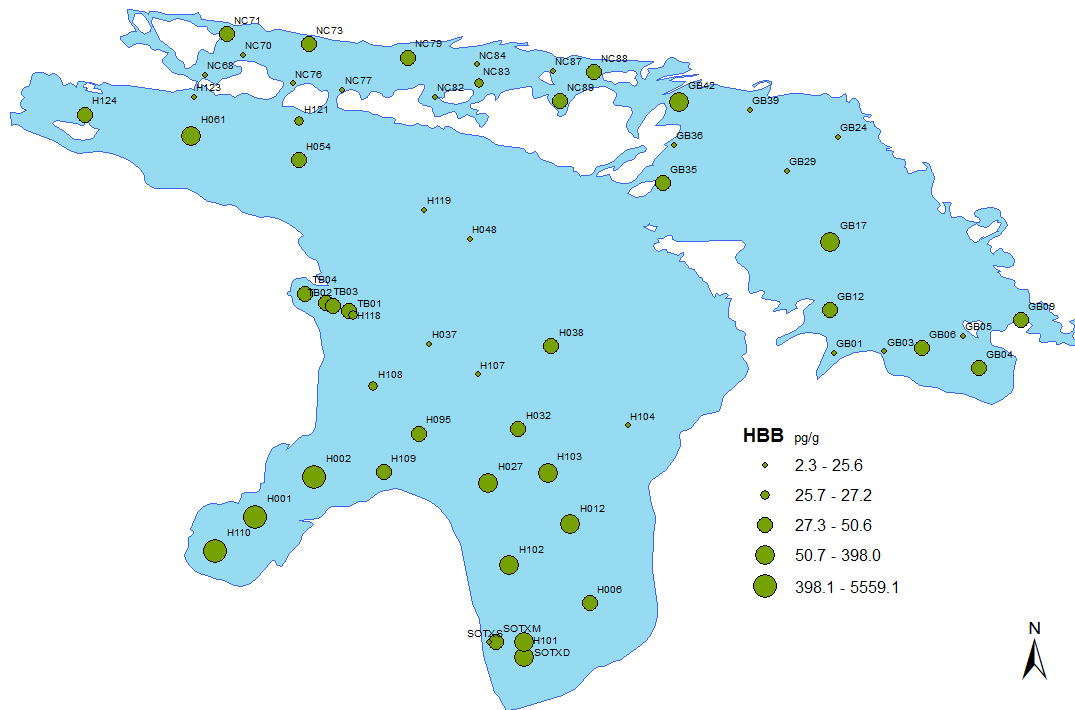 NC71
NC73
NC70
NC79
NC68
NC76
NC77
NC84
NC83
NC82
NC87
NC88
NC89
H123
H124
H061
H121
H054
GB42
GB39
GB24
GB36
GB35
GB29
GB17
H119
H048
TB04
TB02
TB03
TB01
H118
GB12
GB09
GB05
GB06
GB03
GB01
GB04
H037
H038
H107
H108
H104
H032
H095
H109
H002
H027
H103
H001
H110
H012
H102
H006
SOTXS
SOTXM
H101
SOTXD
HBB pg/g
2.3 - 25.6
25.7 - 27.2
27.3 - 50.6
50.7 - 398.0
398.1 - 5559.1
N